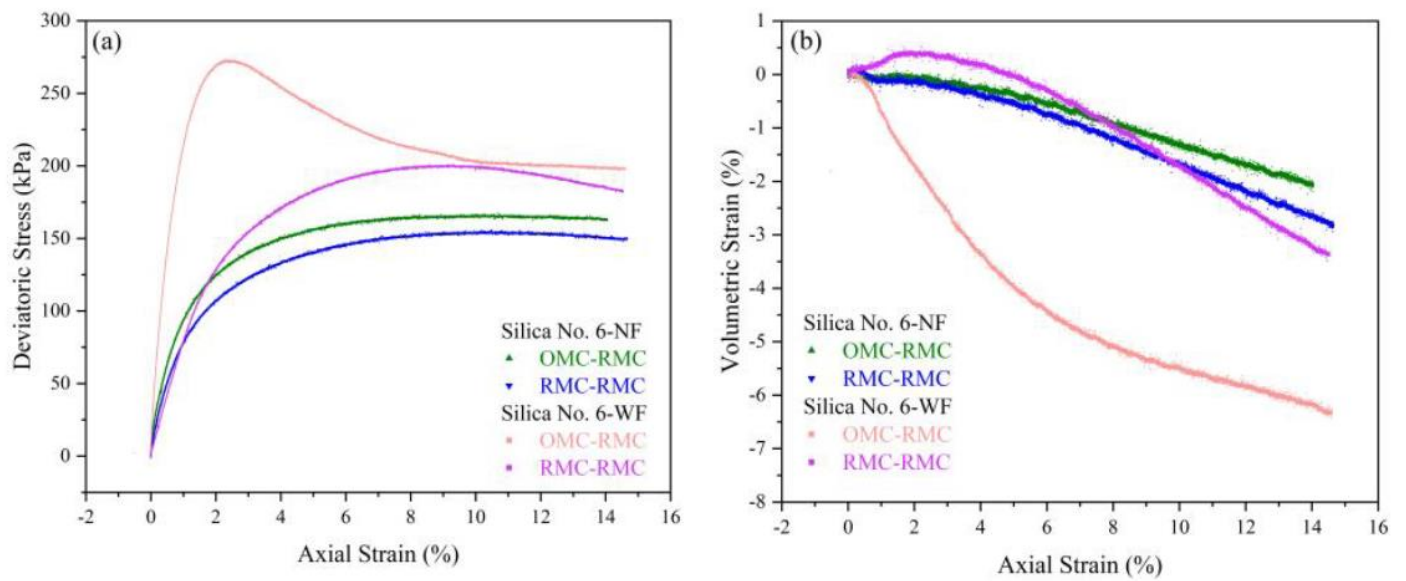 (a)
300
250
200
150
100
50
0
Deviatoric Stress (kPa)
Silica No. 6-NF
OMC-RMC
RMC-RMC
Silica No. 6-WF
OMC-RMC
RMC-RMC
-2 0 2 4 6 8 10 12 14 16
Axial Strain (%)
(b)
1
0
-1
-2
-3
-4
-5
-6
-7
-8
Volumetric Strain (%)
Silica No. 6-NF
OMC-RMC
RMC-RMC
Silica No. 6-WF
OMC-RMC
RMC-RMC
-2 0 2 4 6 8 10 12 14 16
Axial Strain (%)